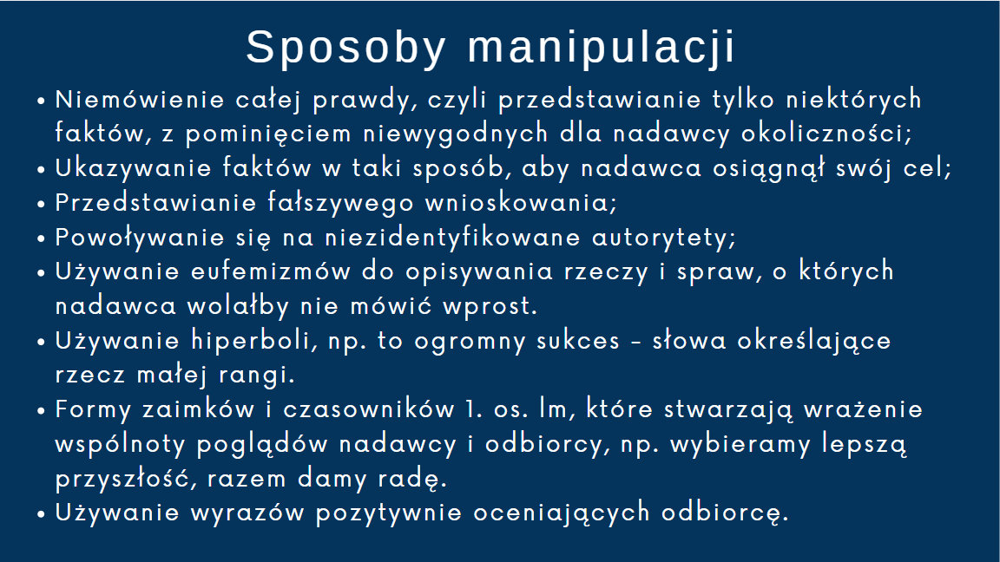 Sposoby manipulacji
• Niemówienie całej prawdy, czyli przedstawianie tylko niektórych
faktów, z pominięciem niewygodnych dla nadawcy okoliczności;
• Ukazywanie faktów w taki sposób, aby nadawca osiągnął swój cel;
• Przedstawianie fałszywego wnioskowania;
• Powoływanie się na niezidentyfikowane autorytety;
• Używanie eufemizmów do opisywania rzeczy i spraw, o których
nadawca wolałby nie mówić wprost.
• Używanie hiperboli, np. to ogromny sukces – słowa określające
rzecz małej rangi.
• Formy zaimków i czasowników 1. os. lm, które stwarzają wrażenie
wspólnoty poglądów nadawcy i odbiorcy, np. wybieramy lepszą
przyszłość, razem damy radę.
• Używanie wyrazów pozytywnie oceniających odbiorcę.